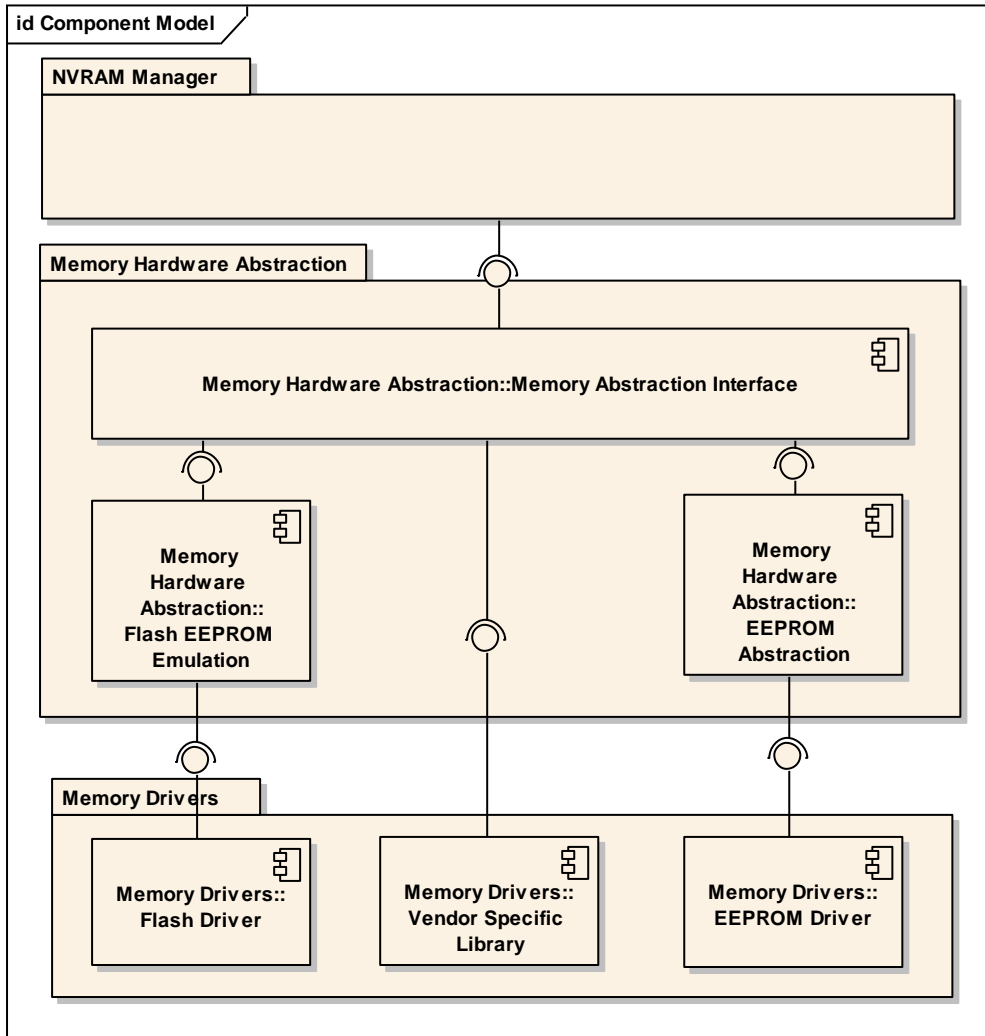 id Component Model
NVRAM Manager
Memory Hardware Abstraction
Memory Hardware Abstraction::Memory Abstraction Interface
Memory
Hardware
Abstraction::
Flash EEPROM
Emulation
Memory
Hardware
Abstraction::
EEPROM
Abstraction
Memory Drivers
Memory Drivers::
Flash Driver
Memory Drivers::
Vendor Specific
Library
Memory Drivers::
EEPROM Driver